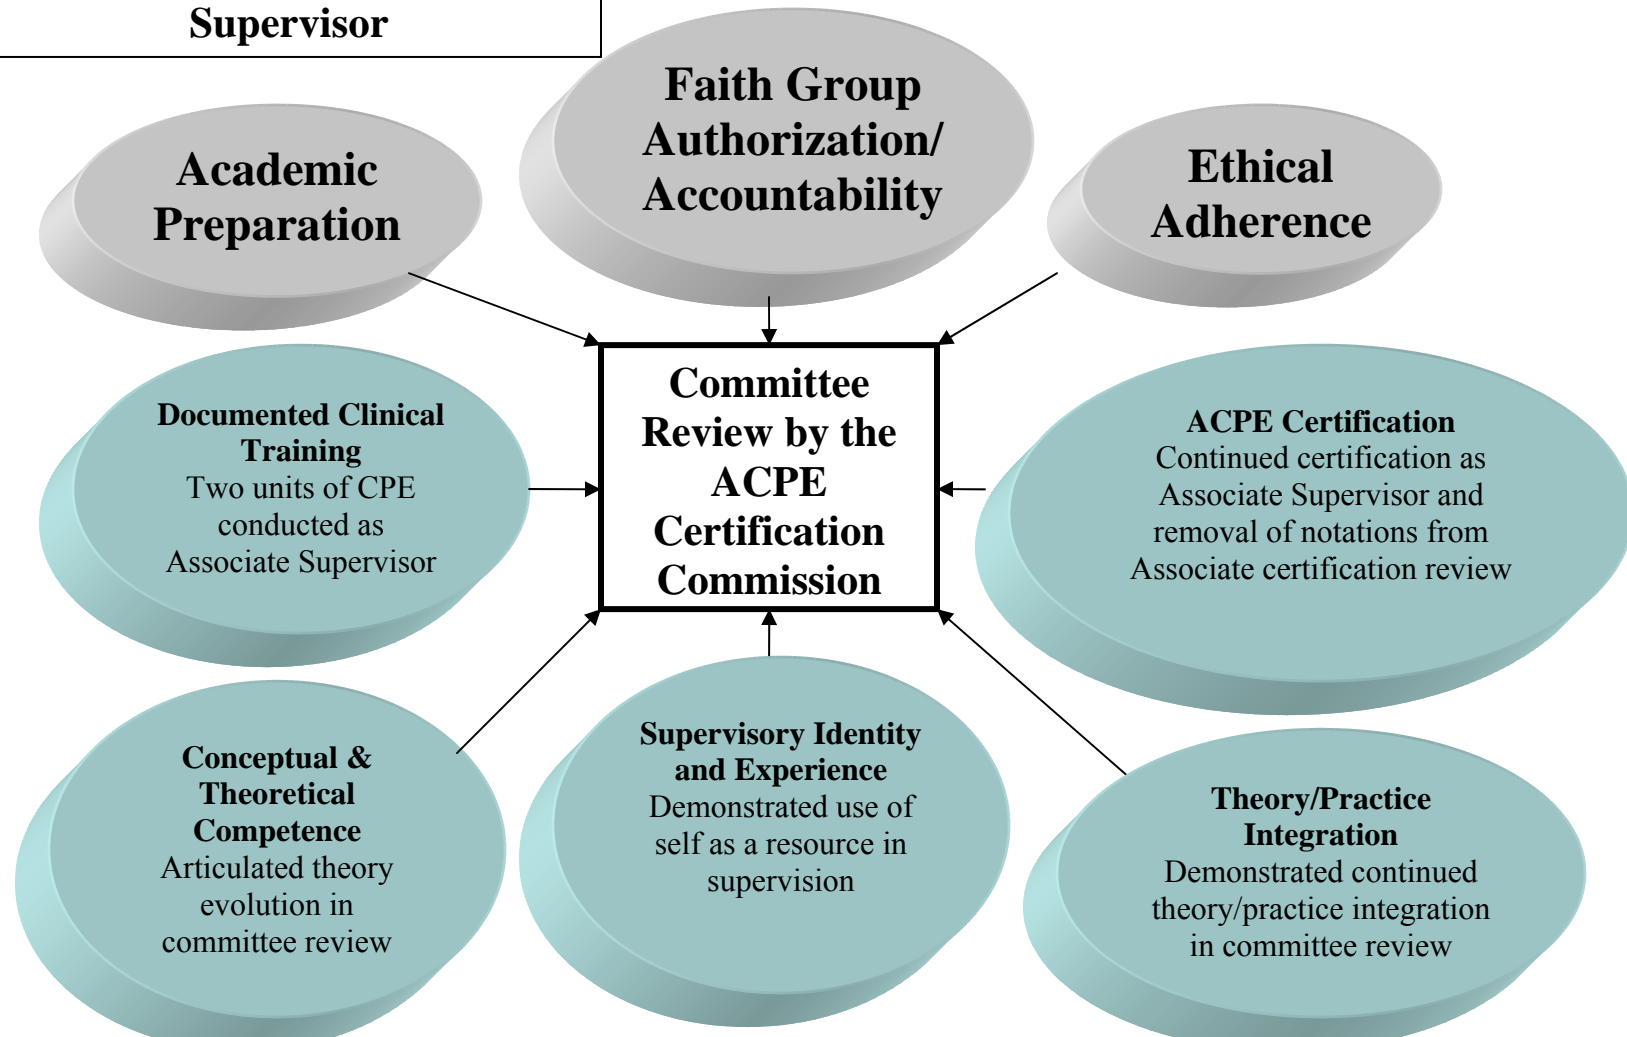 Supervisor
Faith Group
Authorization/
Accountability
Academic
Preparation
Ethical
Adherence
Committee
Review by the
ACPE
Certification
Commission
Documented Clinical
Training
Two units of CPE
conducted as
Associate Supervisor
ACPE Certification
Continued certification as
Associate Supervisor and
removal of notations from
Associate certification review
Conceptual &
Theoretical
Competence
Articulated theory
evolution in
committee review
Supervisory Identity
and Experience
Demonstrated use of
self as a resource in
supervision
Theory/Practice
Integration
Demonstrated continued
theory/practice integration
in committee review